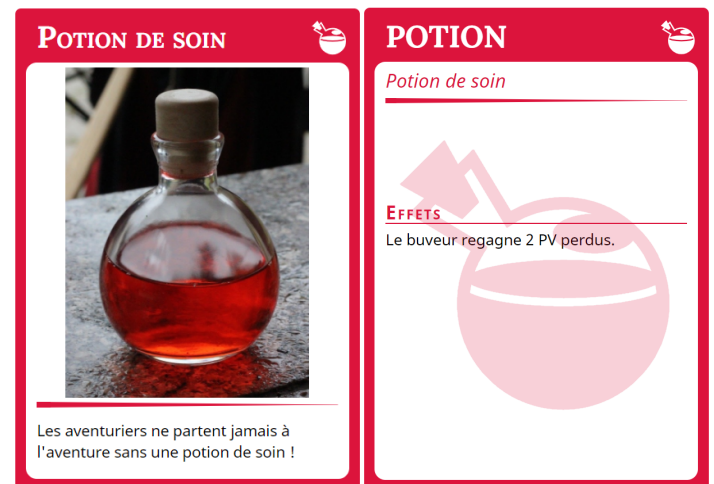 Potion de soin
Les aventuriers ne partent jamais à
l'aventure sans une potion de soin !
POTION
Potion de soin
Effets
Le buveur regagne 2 PV perdus.